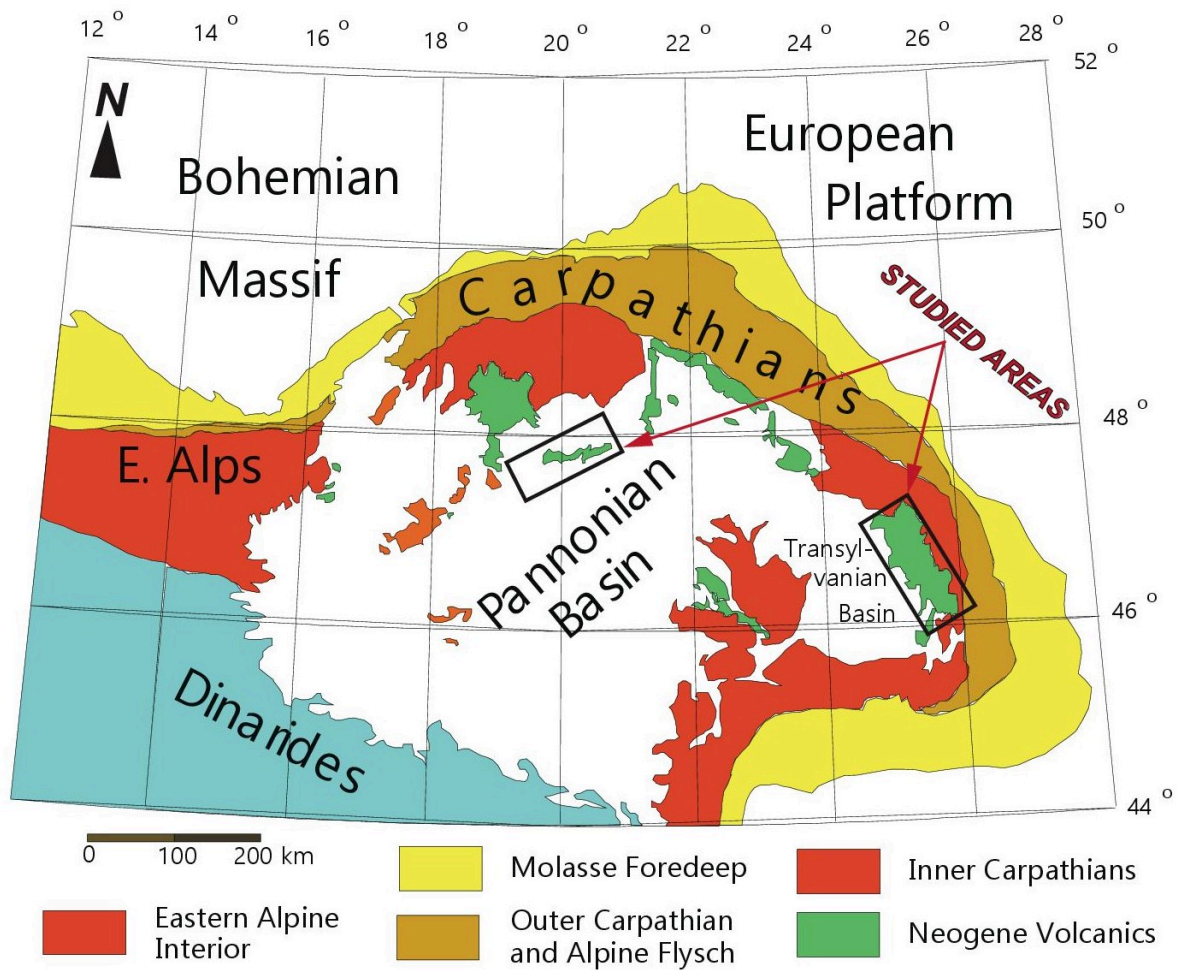 12 o 14 o 16 o 18 o 20 o 22 o 24 o 26 o 28 o
52 o
N
European
Bohemian
Platform
50 o
Massif
STUDIED AREAS
Carpathians
48 o
E. Alps
Pannonian
Basin
Transyl-
vanian
Basin
46 o
Dinarides
44 o
0 100 200 km
Molasse Foredeep
Inner Carpathians
Eastern Alpine
Interior
Outer Carpathian
and Alpine Flysch
Neogene Volcanics